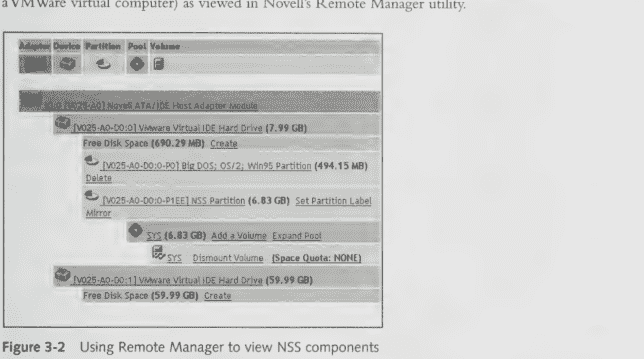 a VMware virtual computer) as viewed in Novell's Remote Manager utility.
Adapter Device Partition Pool Volume
[V025-A0] Novell ATA/IDE Host Adapter Module
[V025-A0-D0:0] VMware Virtual IDE Hard Drive (7.99 GB)
Free Disk Space (690.29 MB) Create
[V025-A0-D0:0-P0] Big DOS; OS/2; Win95 Partition (494.15 MB)
Delete
[V025-A0-D0:0-P1EE] NSS Partition (6.83 GB) Set Partition Label
Mirror
SYS (6.83 GB) Add a Volume Expand Pool
SYS Dismount Volume (Space Quota: NONE)
[V025-A0-D0:1] VMware Virtual IDE Hard Drive (59.99 GB)
Free Disk Space (59.99 GB) Create
Figure 3-2 Using Remote Manager to view NSS components